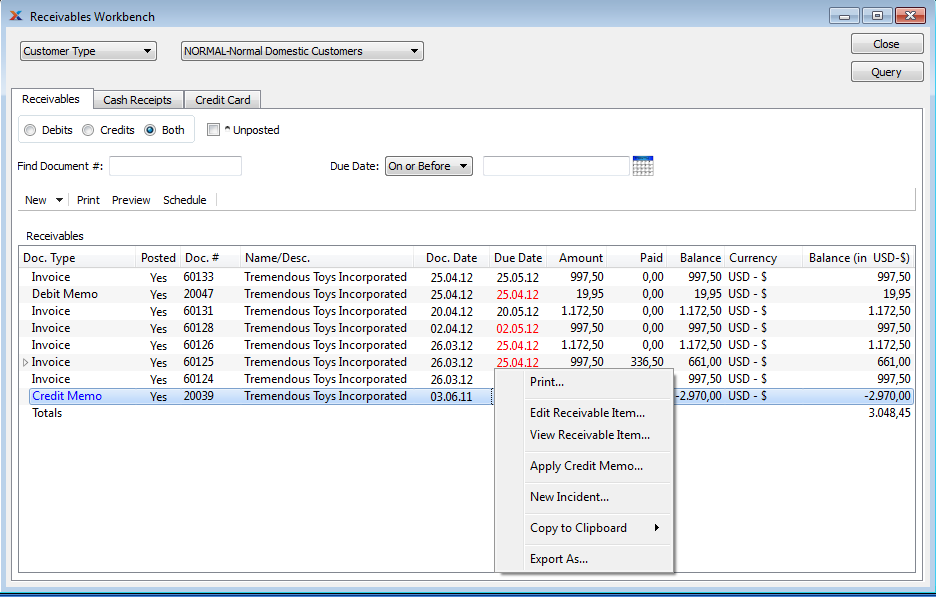 Receivables Workbench
Customer Type NORMAL-Normal Domestic Customers Close
Query
Receivables Cash Receipts Credit Card
Debits Credits Both ^ Unposted
Find Document #: Due Date: On or Before
New Print Preview Schedule
Receivables
Doc. Type Posted Doc. # Name/Desc. Doc. Date Due Date Amount Paid Balance Currency Balance (in USD-$)
Invoice Yes 60133 Tremendous Toys Incorporated 25.04.12 25.05.12 997,50 0,00 997,50 USD - $ 997,50
Debit Memo Yes 20047 Tremendous Toys Incorporated 25.04.12 25.04.12 19,95 0,00 19,95 USD - $ 19,95
Invoice Yes 60131 Tremendous Toys Incorporated 20.04.12 20.05.12 1.172,50 0,00 1.172,50 USD - $ 1.172,50
Invoice Yes 60128 Tremendous Toys Incorporated 02.04.12 02.05.12 997,50 0,00 997,50 USD - $ 997,50
Invoice Yes 60126 Tremendous Toys Incorporated 26.03.12 25.04.12 1.172,50 0,00 1.172,50 USD - $ 1.172,50
Invoice Yes 60125 Tremendous Toys Incorporated 26.03.12 25.04.12 997,50 336,50 661,00 USD - $ 661,00
Invoice Yes 60124 Tremendous Toys Incorporated 26.03.12 997,50 USD - $ 997,50
Credit Memo Yes 20039 Tremendous Toys Incorporated 03.06.11 -2.970,00 USD - $ -2.970,00
Totals 3.048,45
Print...
Edit Receivable Item...
View Receivable Item...
Apply Credit Memo...
New Incident...
Copy to Clipboard
Export As...